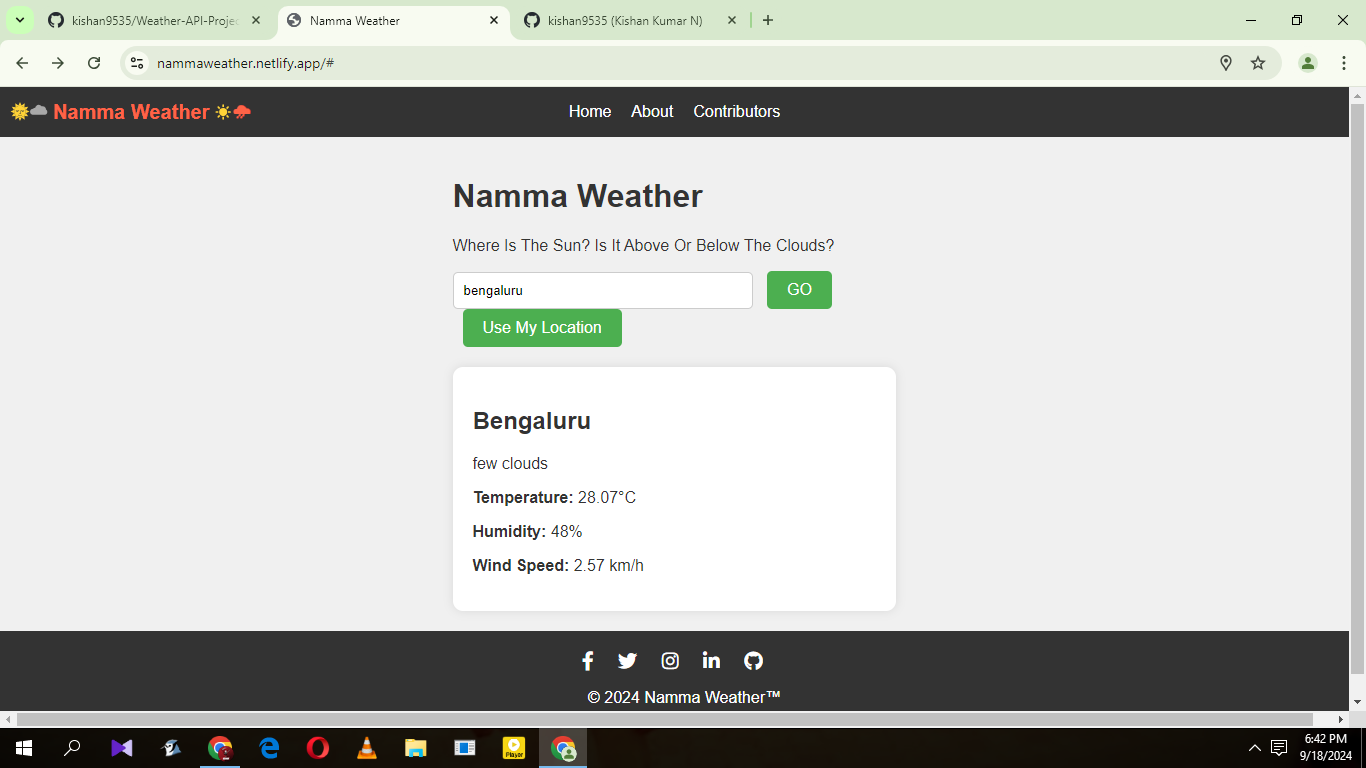 kishan9535/Weather-API-Projec
Namma Weather
kishan9535 (Kishan Kumar N)
nammaweather.netlify.app/#
Namma Weather
Home About Contributors
Namma Weather
Where Is The Sun? Is It Above Or Below The Clouds?
bengaluru GO
Use My Location
Bengaluru
few clouds
Temperature: 28.07°C
Humidity: 48%
Wind Speed: 2.57 km/h
© 2024 Namma Weather™
Player
6:42 PM
9/18/2024